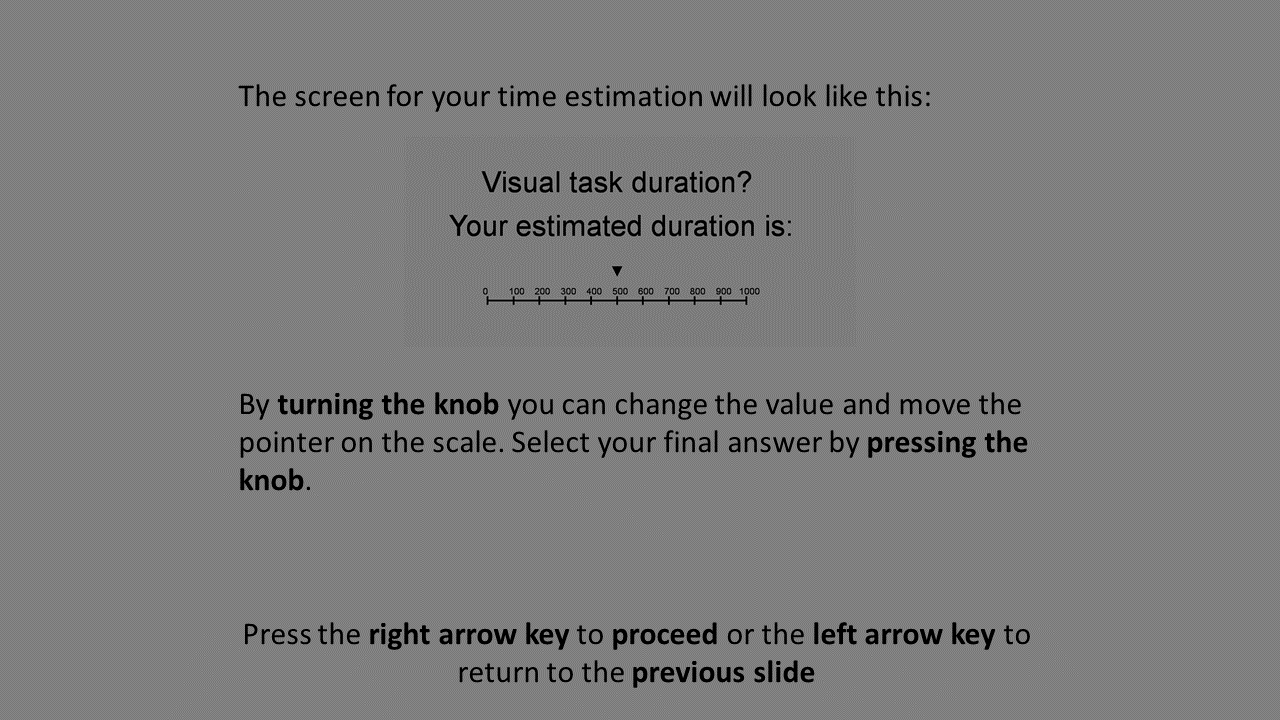 The screen for your time estimation will look like this:
Visual task duration?
Your estimated duration is:
0 100 200 300 400 500 600 700 800 900 1000
By turning the knob you can change the value and move the
pointer on the scale. Select your final answer by pressing the
knob.
Press the right arrow key to proceed or the left arrow key to
return to the previous slide